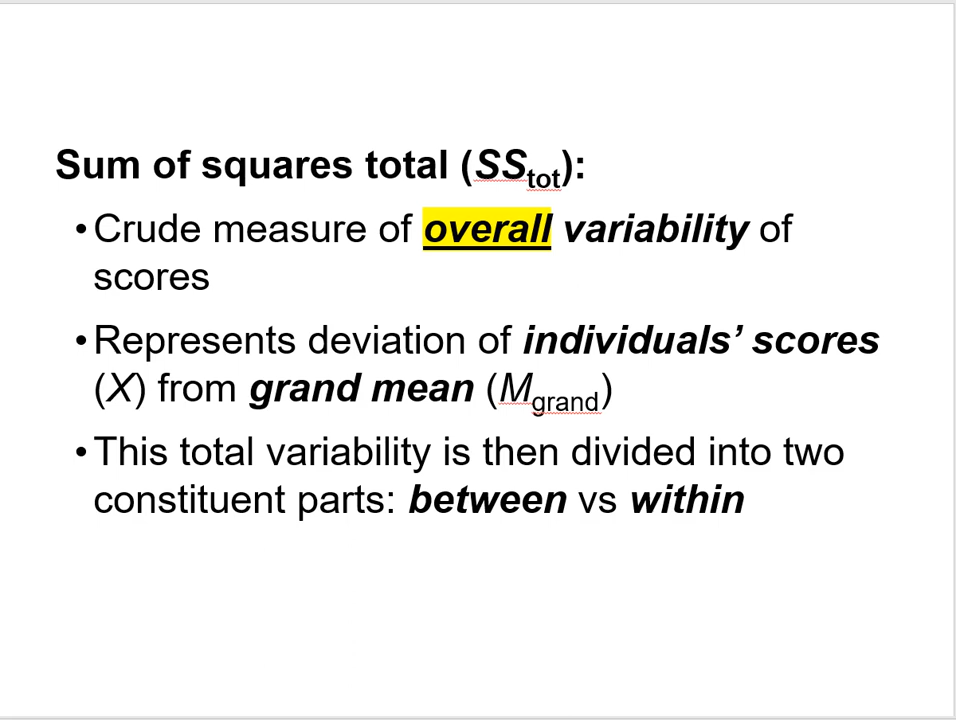 Sum of squares total (SStot):
• Crude measure of overall variability of
scores
• Represents deviation of individuals’ scores
(X) from grand mean (Mgrand)
• This total variability is then divided into two
constituent parts: between vs within